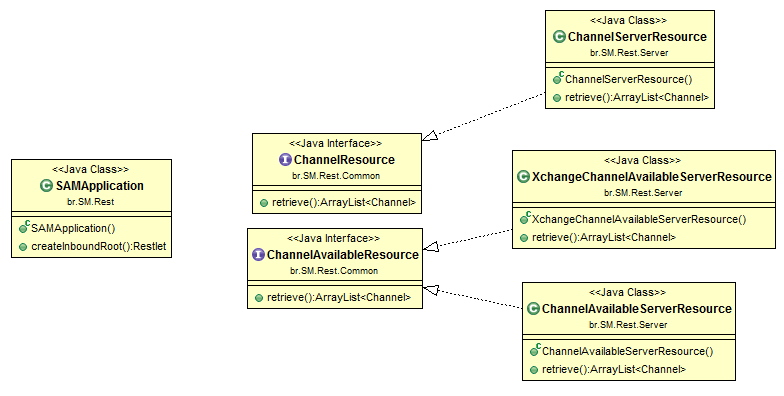 <<Java Class>>
C ChannelServerResource
br.SM.Rest.Server
C ChannelServerResource()
retrieve():ArrayList<Channel>
<<Java Interface>>
I ChannelResource
br.SM.Rest.Common
retrieve():ArrayList<Channel>
<<Java Class>>
C SAMApplication
br.SM.Rest
C SAMApplication()
createInboundRoot():Restlet
<<Java Class>>
C XchangeChannelAvailableServerResource
br.SM.Rest.Server
C XchangeChannelAvailableServerResource()
retrieve():ArrayList<Channel>
<<Java Interface>>
I ChannelAvailableResource
br.SM.Rest.Common
retrieve():ArrayList<Channel>
<<Java Class>>
C ChannelAvailableServerResource
br.SM.Rest.Server
C ChannelAvailableServerResource()
retrieve():ArrayList<Channel>